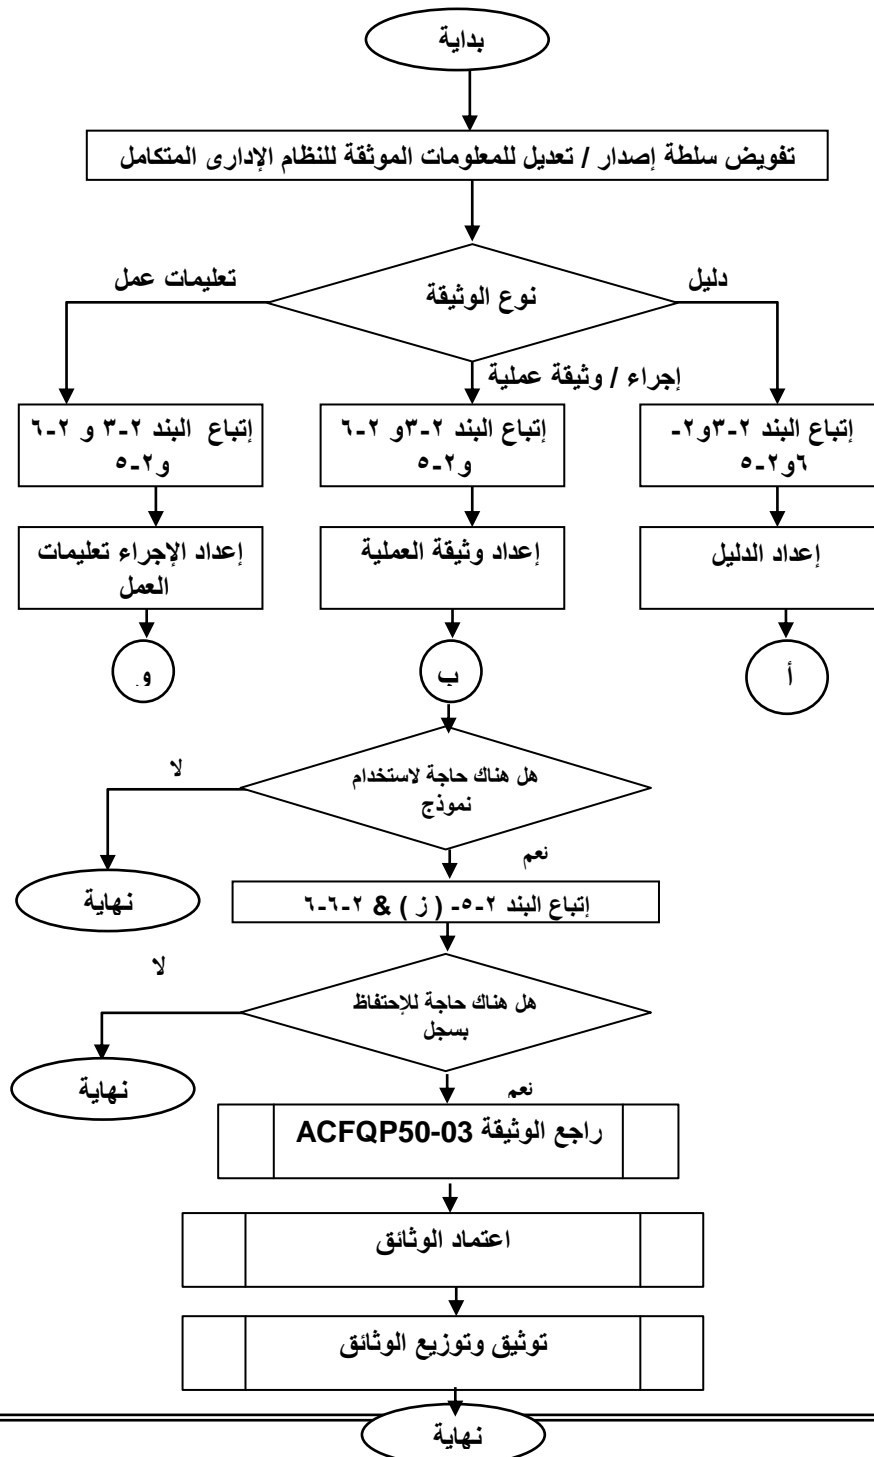 بداية
تفويض سلطة إصدار / تعديل للمعلومات الموثقة للنظام الإدارى المتكامل
دليل
نوع الوثيقة
تعليمات عمل
إجراء / وثيقة عملية
إتباع البند ٢-٣ و٢-
٦و٢-٥
إتباع البند ٢-٣و ٢-٦
و٢-٥
إتباع البند ٢-٣ و ٢-٦
و٢-٥
إعداد الدليل
إعداد وثيقة العملية
إعداد الإجراء تعليمات
العمل
أ
ب
و
هل هناك حاجة لاستخدام
نموذج
لا
نعم
نهاية
إتباع البند ٢-٥- ( ز ) & ٢-٦-٦
لا
هل هناك حاجة للإحتفاظ
بسجل
نهاية
نعم
راجع الوثيقة ACFQP50-03
اعتماد الوثائق
توثيق وتوزيع الوثائق
نهاية